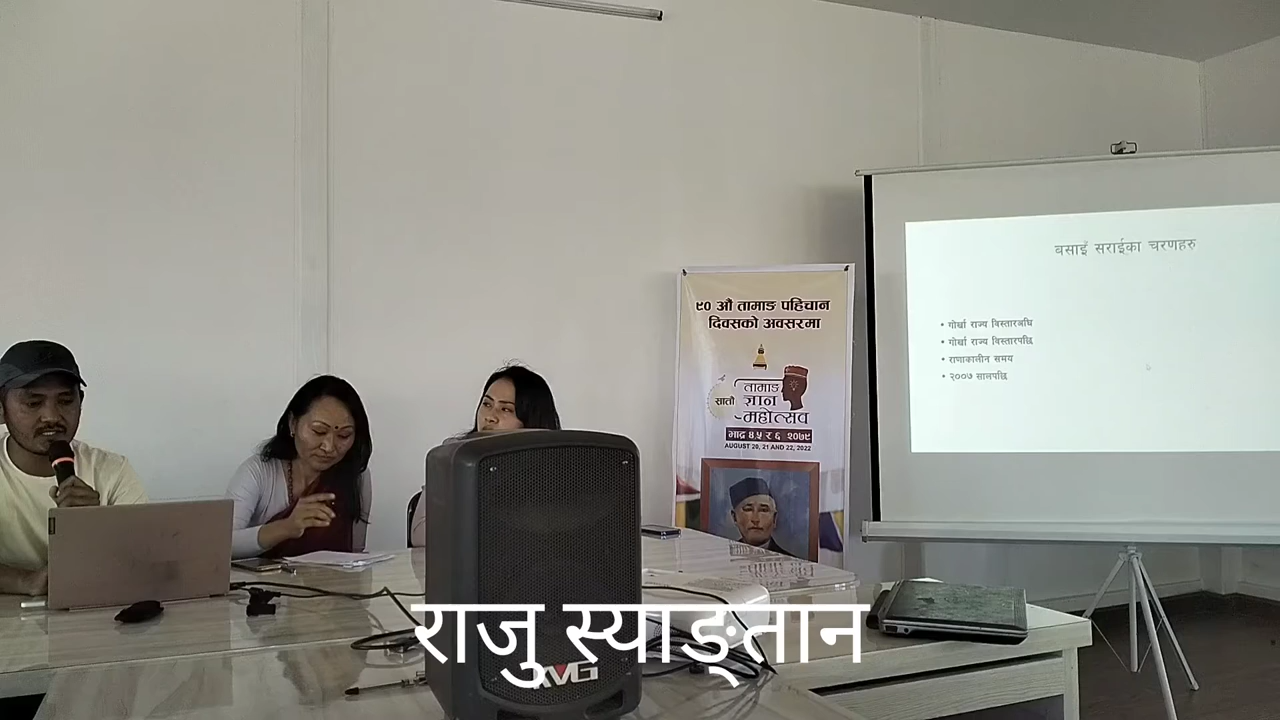 ९० औं तामाङ पहिचान
दिवसको अवसरमा
सातौं
तामाङ
ज्ञान
महोत्सव
भाद्र ४,५ र ६ २०७९
AUGUST 20, 21 AND 22, 2022
बसाइँ सराईका चरणहरु
• गोर्खा राज्य विस्तारअघि
• गोर्खा राज्य विस्तारपछि
• राणाकालीन समय
• २००७ सालपछि
राजु स्याङ्तान